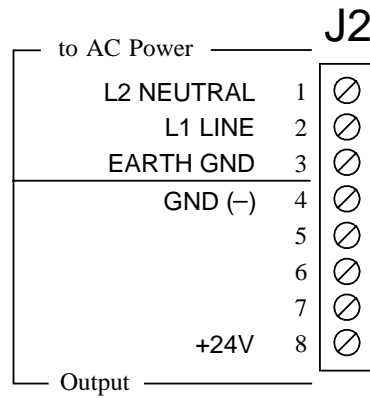 J2
to AC Power
L2 NEUTRAL 1
L1 LINE 2
EARTH GND 3
GND (–) 4
5
6
7
+24V 8
Output